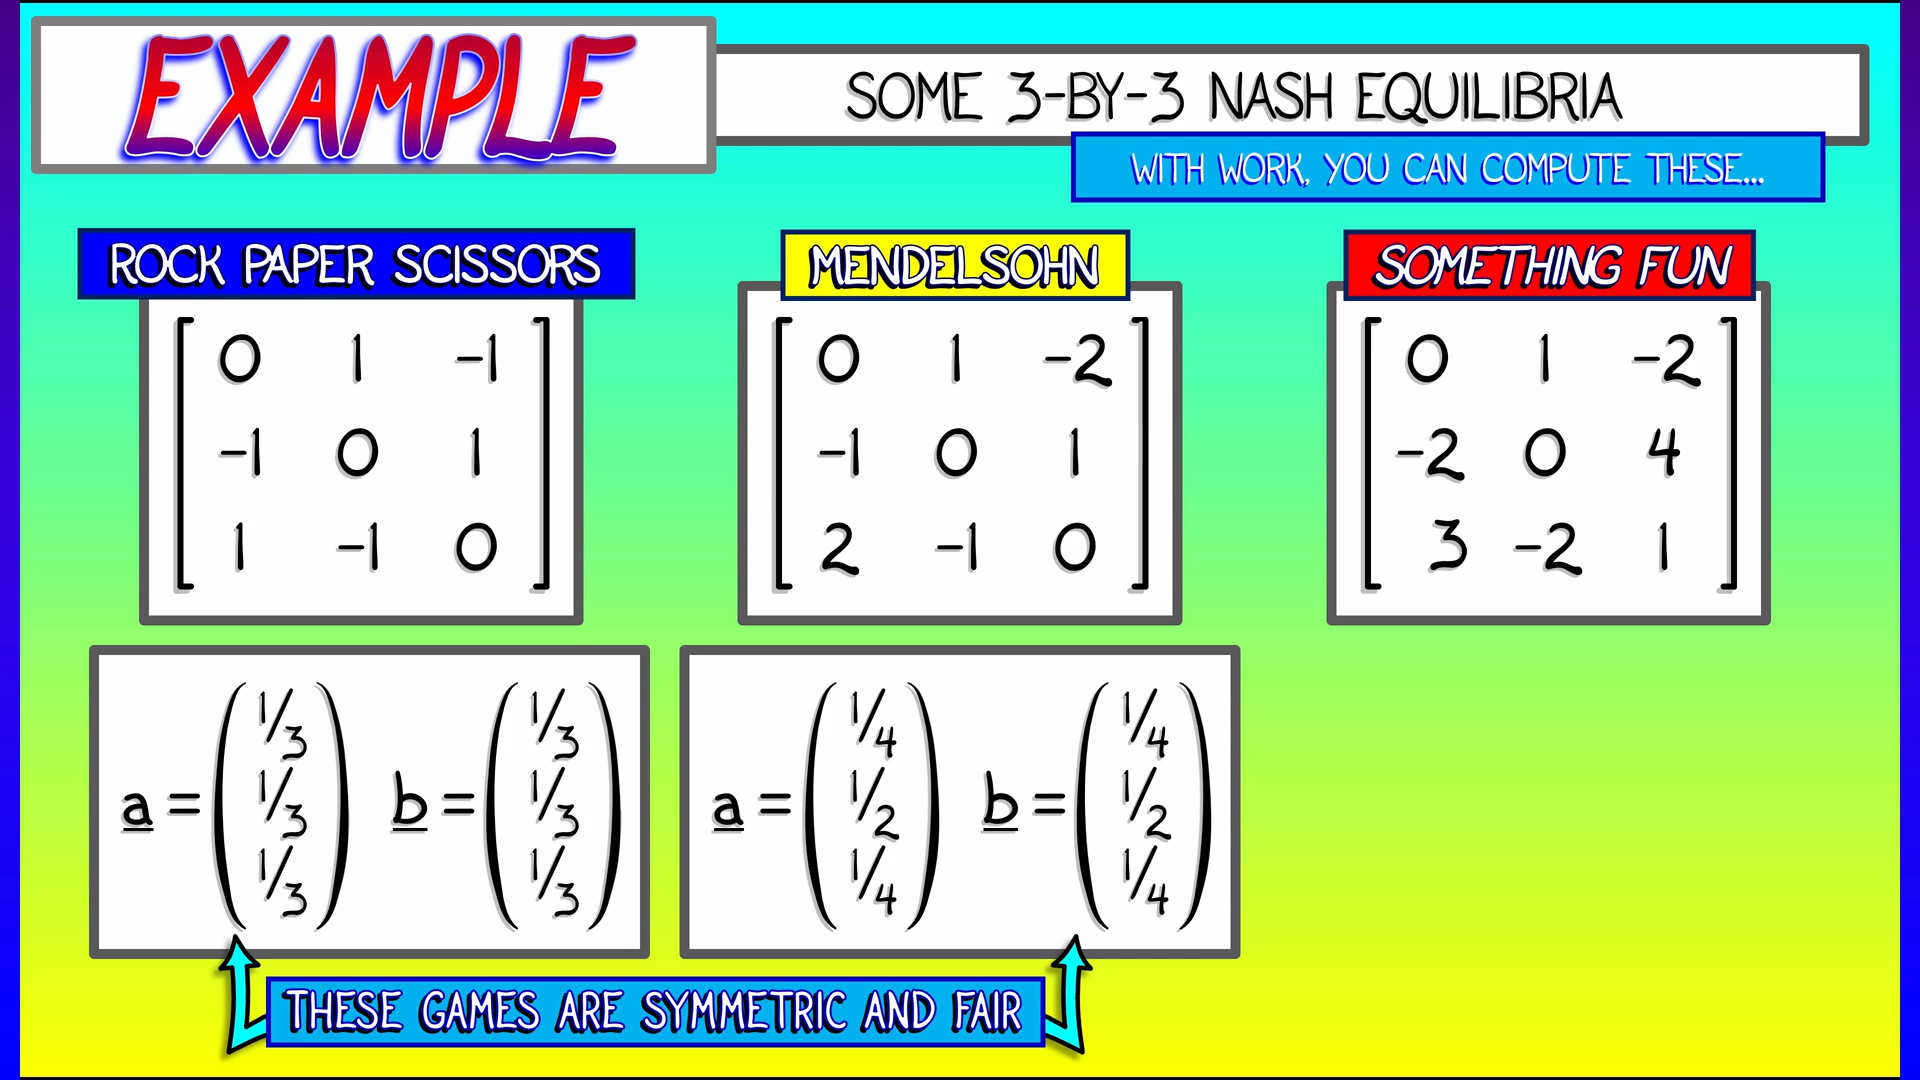 EXAMPLE
SOME 3-BY-3 NASH EQUILIBRIA
WITH WORK, YOU CAN COMPUTE THESE...
ROCK PAPER SCISSORS
0 1 -1
-1 0 1
1 -1 0
MENDELSOHN
0 1 -2
-1 0 1
2 -1 0
SOMETHING FUN
0 1 -2
-2 0 4
3 -2 1
a = (1/3 1/3 1/3) b = (1/3 1/3 1/3)
a = (1/4 1/2 1/4) b = (1/4 1/2 1/4)
THESE GAMES ARE SYMMETRIC AND FAIR